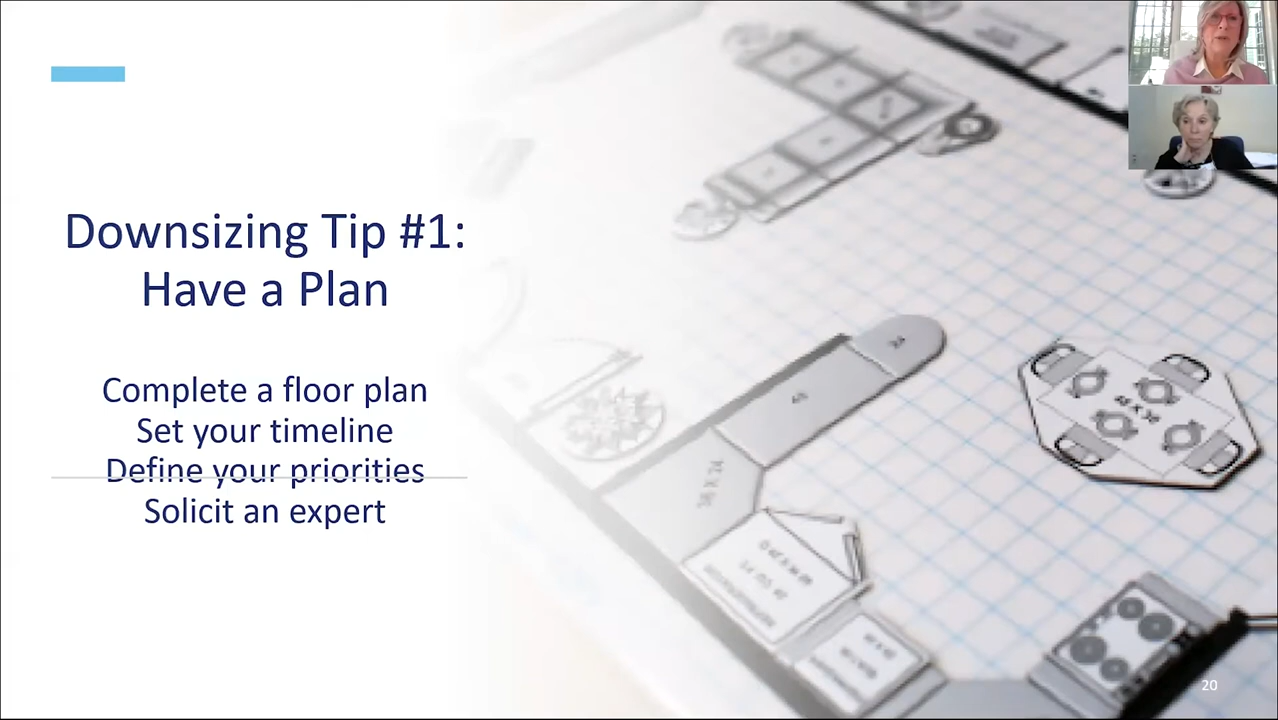 Downsizing Tip #1:
Have a Plan
Complete a floor plan
Set your timeline
Define your priorities
Solicit an expert
20